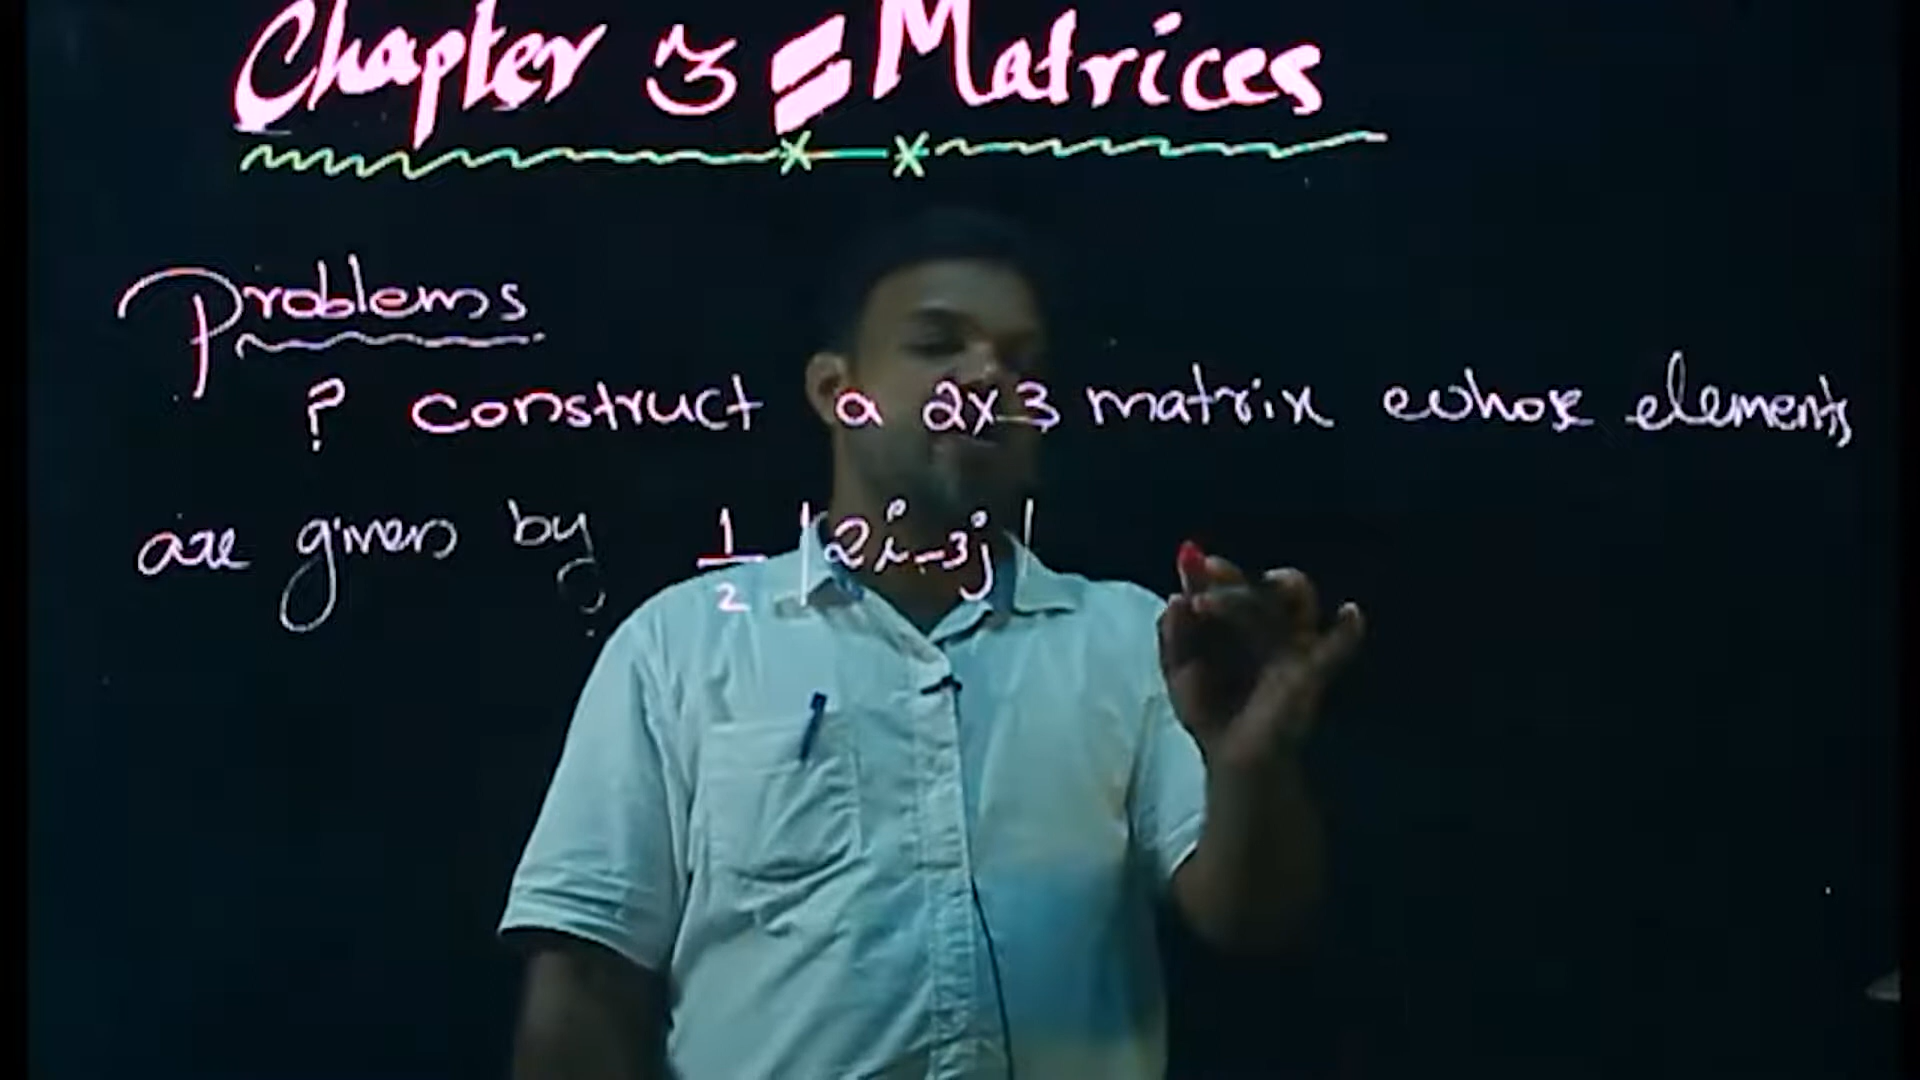 Chapter 3 = Matrices
Problems
? construct a 2x3 matrix whose elements
are given by 1/2 |2i-3j|